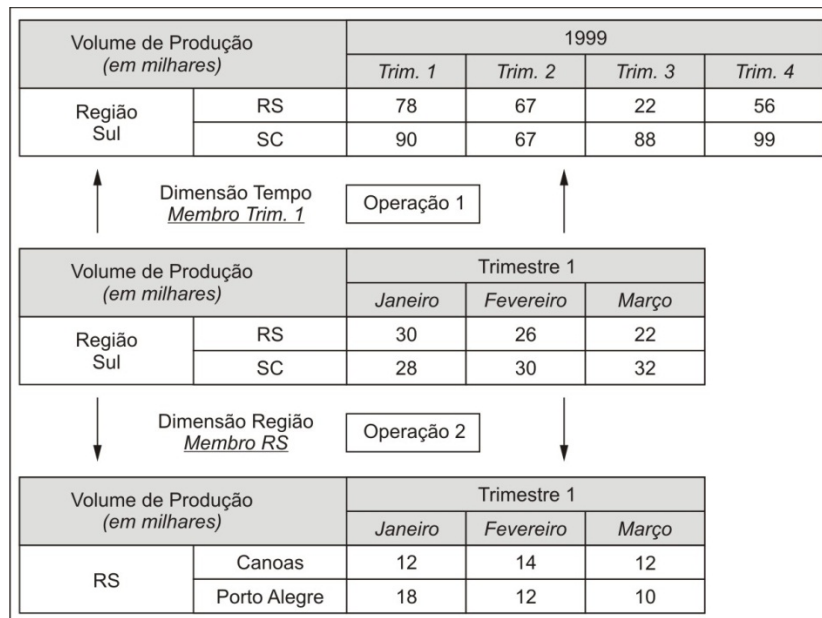 Volume de Produção
(em milhares)
1999
Trim. 1 Trim. 2 Trim. 3 Trim. 4
Região
Sul
RS 78 67 22 56
SC 90 67 88 99
Dimensão Tempo
Membro Trim. 1
Operação 1
Volume de Produção
(em milhares)
Trimestre 1
Janeiro Fevereiro Março
Região
Sul
RS 30 26 22
SC 28 30 32
Dimensão Região
Membro RS
Operação 2
Volume de Produção
(em milhares)
Trimestre 1
Janeiro Fevereiro Março
RS
Canoas 12 14 12
Porto Alegre 18 12 10